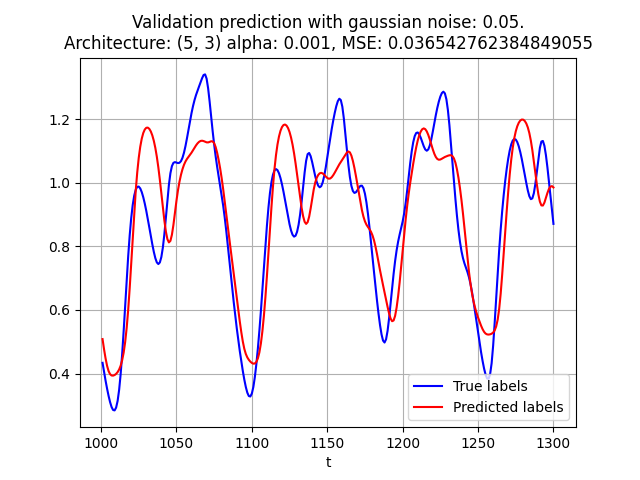 Validation prediction with gaussian noise: 0.05.
Architecture: (5, 3) alpha: 0.001, MSE: 0.036542762384849055
1.2
1.0
0.8
0.6
0.4
True labels
Predicted labels
1000 1050 1100 1150 1200 1250 1300
t